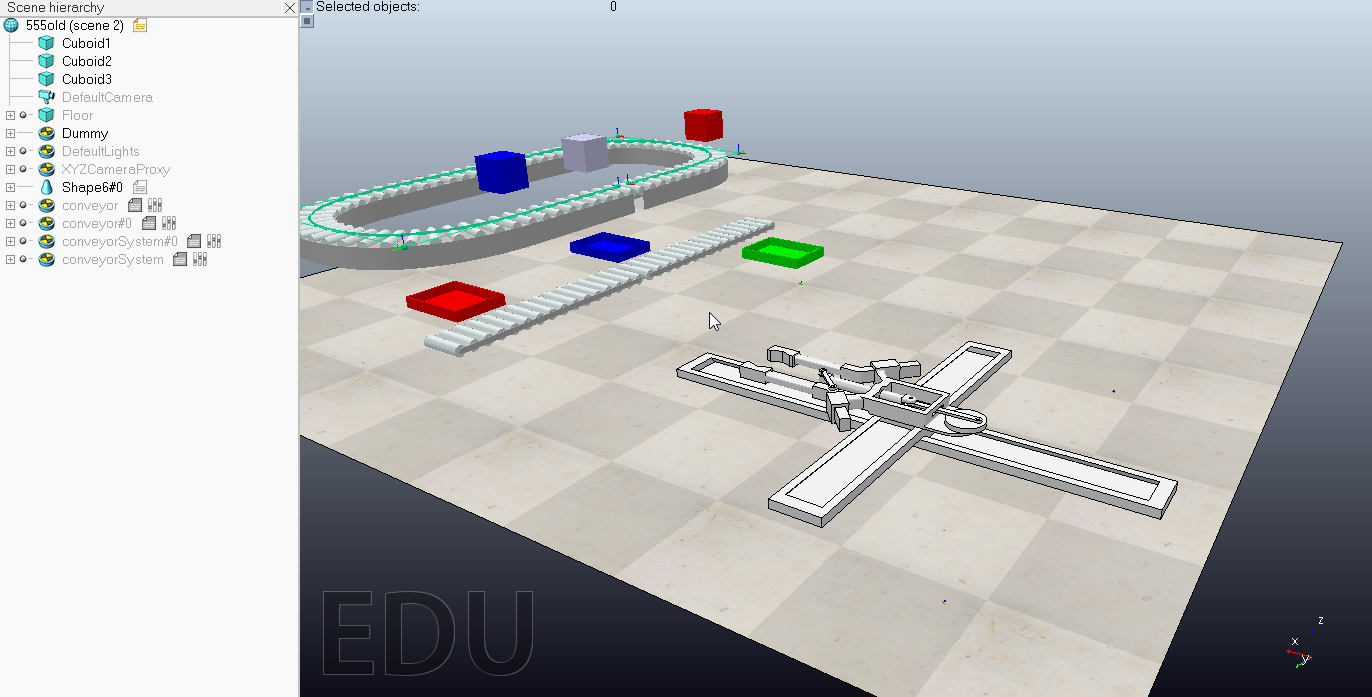 Scene hierarchy
Selected objects: 0
555old (scene 2)
Cuboid1
Cuboid2
Cuboid3
DefaultCamera
Floor
Dummy
DefaultLights
XYZCameraProxy
Shape6#0
conveyor
conveyor#0
conveyorSystem#0
conveyorSystem
EDU
z
x
y